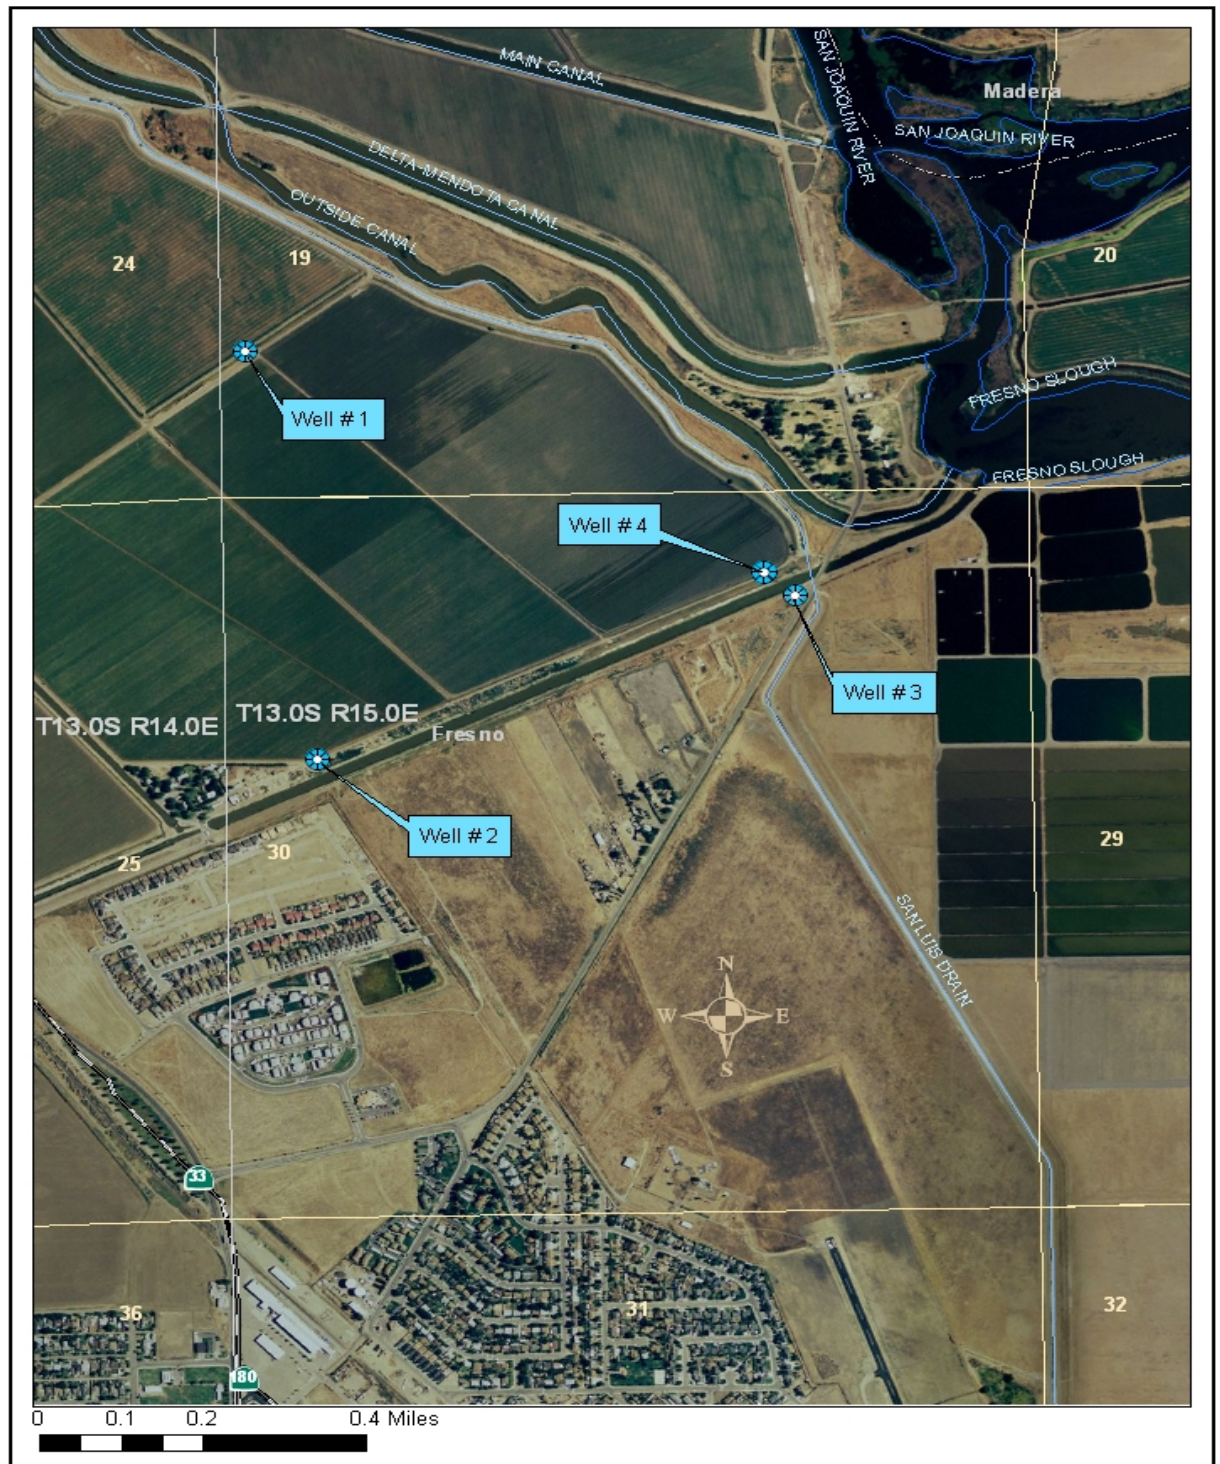 MAIN CANAL
SAN JOAQUIN RIVER
Madera
SAN JOAQUIN RIVER
DELTA-MENDOTA CANAL
OUTSIDE CANAL
24
19
20
Well # 1
FRESNO SLOUGH
FRESNO SLOUGH
Well # 4
Well # 3
T13.0S R14.0E
T13.0S R15.0E
Fresno
Well # 2
25
30
29
SAN LUIS DRAIN
N
W
E
S
33
36
31
32
180
0 0.1 0.2 0.4 Miles